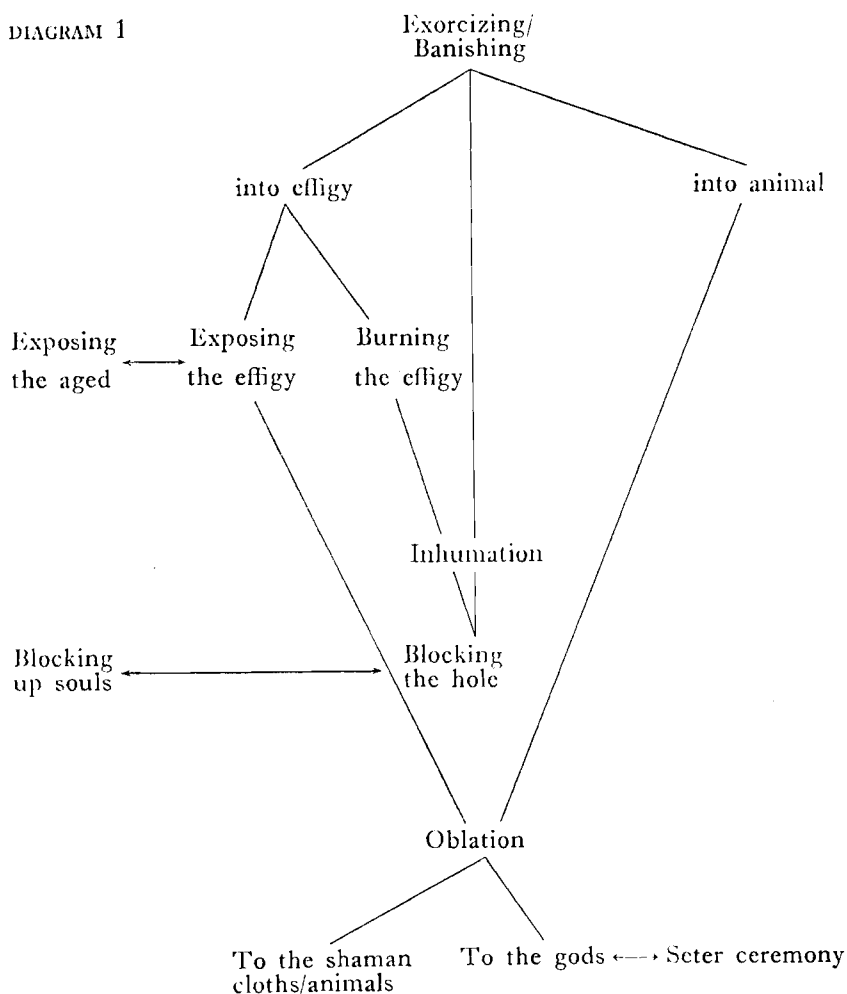 DIAGRAM 1
Exorcizing/
Banishing
into effigy
into animal
Exposing
the aged
Exposing
the effigy
Burning
the effigy
Inhumation
Blocking
up souls
Blocking
the hole
Oblation
To the shaman
cloths/animals
To the gods
Seter ceremony